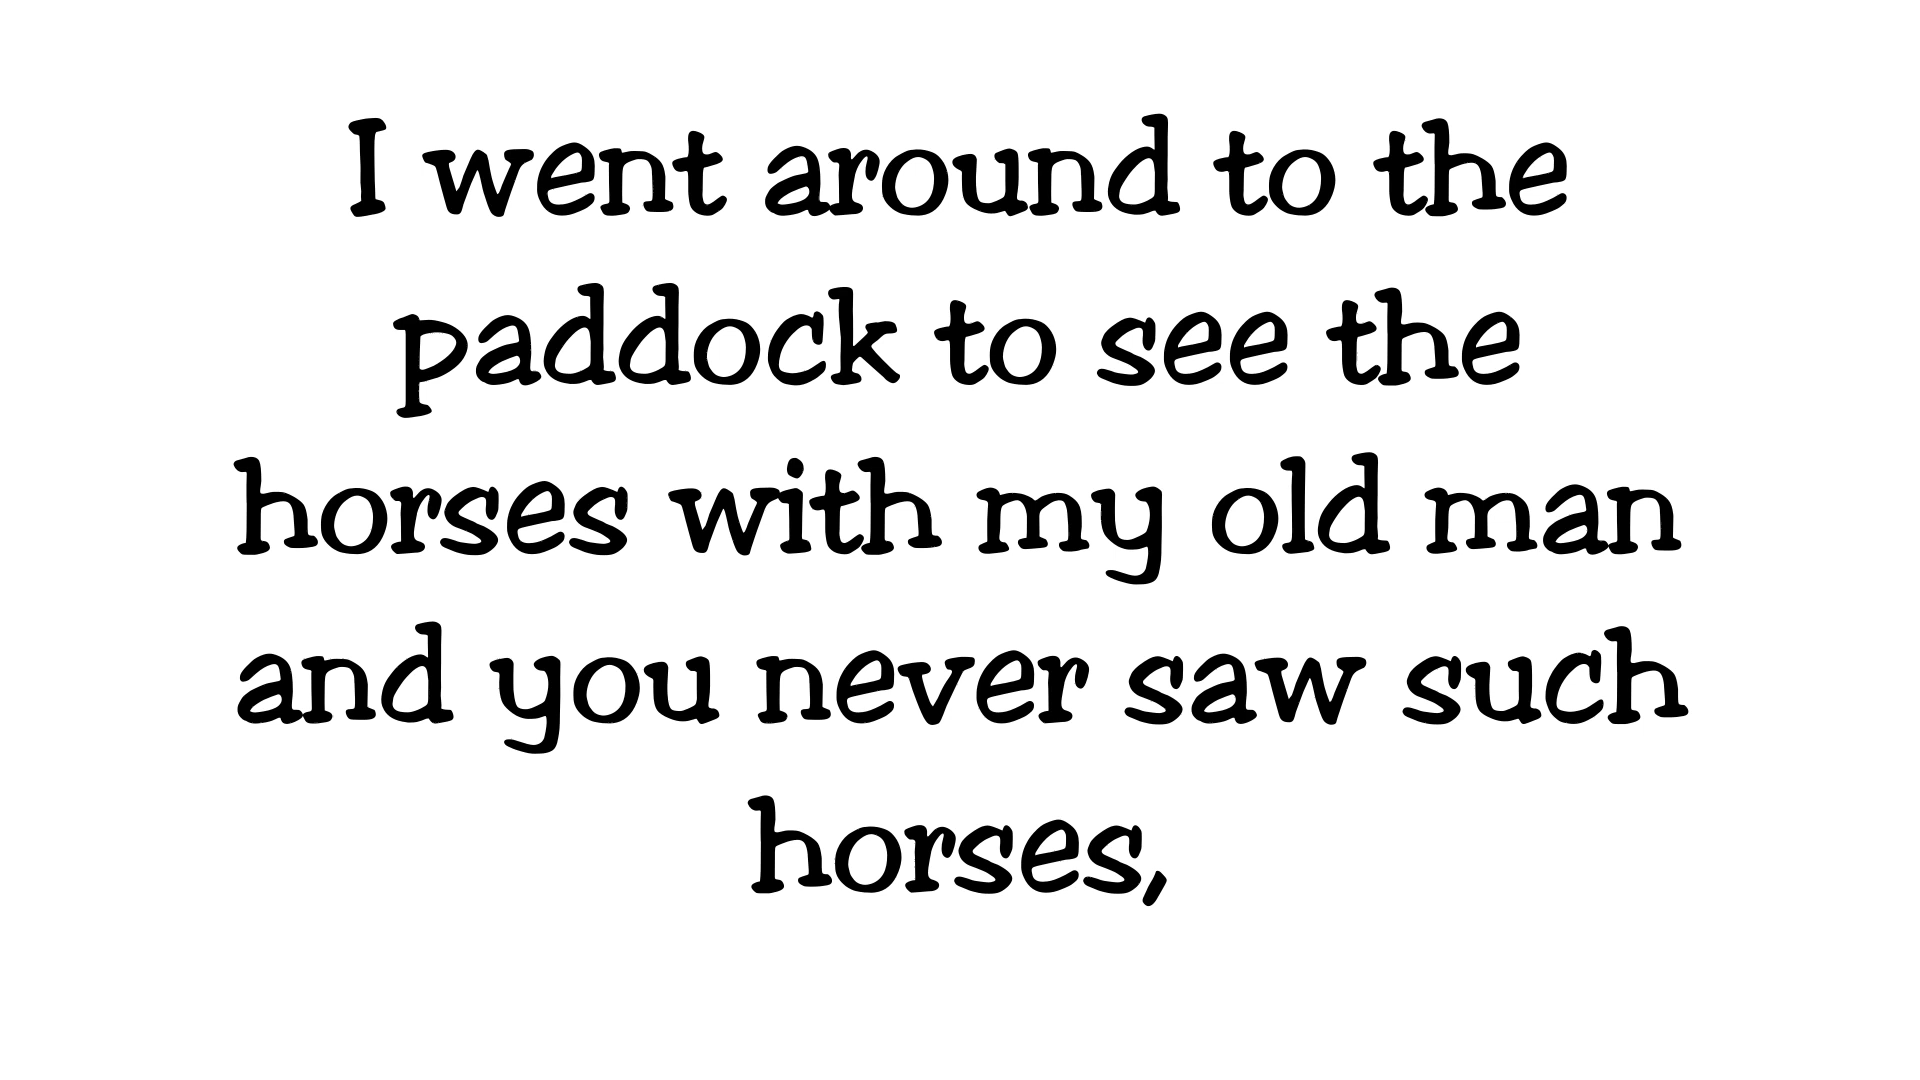 I went around to the
paddock to see the
horses with my old man
and you never saw such
horses,